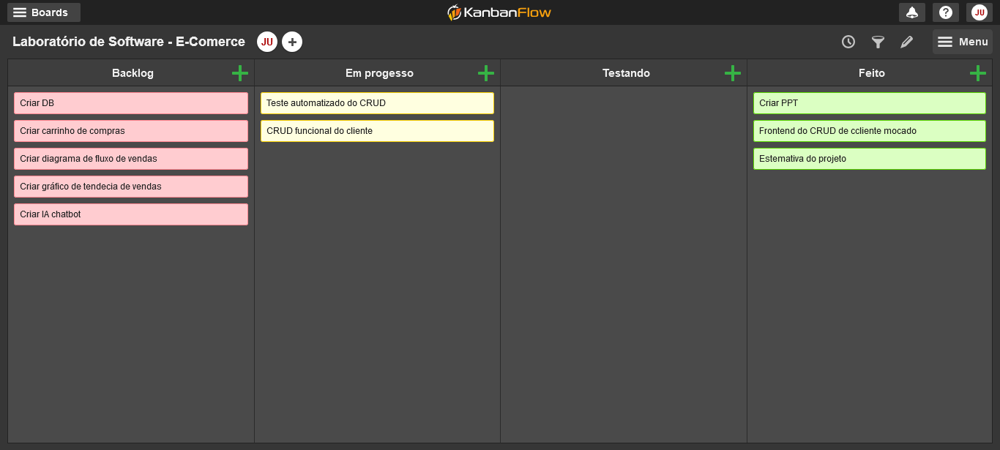 Boards
KanbanFlow
JU
Laboratório de Software - E-Comerce
JU
Menu
Backlog
Em progesso
Testando
Feito
Criar DB
Criar carrinho de compras
Criar diagrama de fluxo de vendas
Criar gráfico de tendecia de vendas
Criar IA chatbot
Teste automatizado do CRUD
CRUD funcional do cliente
Criar PPT
Frontend do CRUD de ccliente mocado
Estemativa do projeto